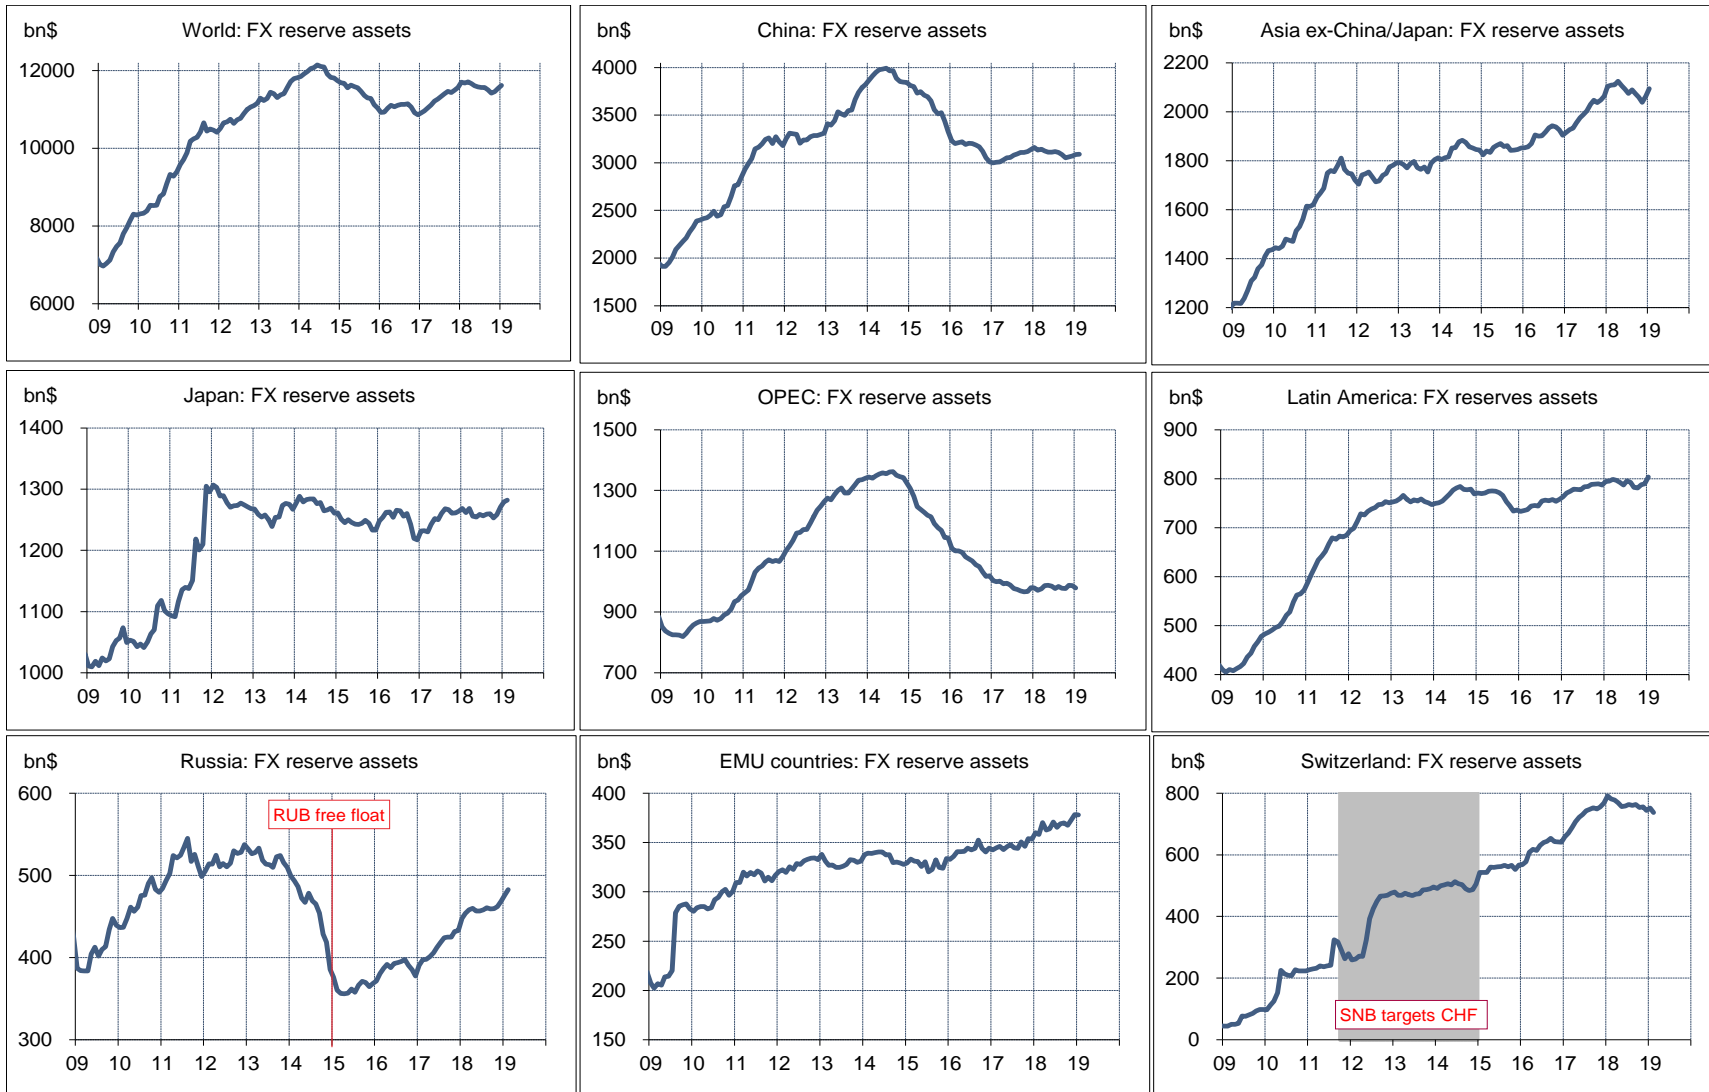 bn$ World: FX reserve assets
12000
10000
8000
6000
09 10 11 12 13 14 15 16 17 18 19
bn$ China: FX reserve assets
4000
3500
3000
2500
2000
1500
09 10 11 12 13 14 15 16 17 18 19
bn$ Asia ex-China/Japan: FX reserve assets
2200
2000
1800
1600
1400
1200
09 10 11 12 13 14 15 16 17 18 19
bn$ Japan: FX reserve assets
1400
1300
1200
1100
1000
09 10 11 12 13 14 15 16 17 18 19
bn$ OPEC: FX reserve assets
1500
1300
1100
900
700
09 10 11 12 13 14 15 16 17 18 19
bn$ Latin America: FX reserves assets
900
800
700
600
500
400
09 10 11 12 13 14 15 16 17 18 19
bn$ Russia: FX reserve assets
600
RUB free float
500
400
300
09 10 11 12 13 14 15 16 17 18 19
bn$ EMU countries: FX reserve assets
400
350
300
250
200
150
09 10 11 12 13 14 15 16 17 18 19
bn$ Switzerland: FX reserve assets
800
600
400
200
SNB targets CHF
0
09 10 11 12 13 14 15 16 17 18 19